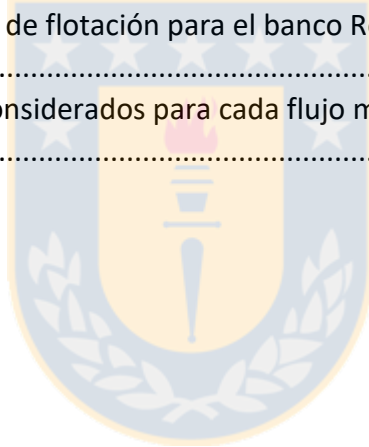 de flotación para el banco R
........................................................
onsiderados para cada flujo m
........................................................